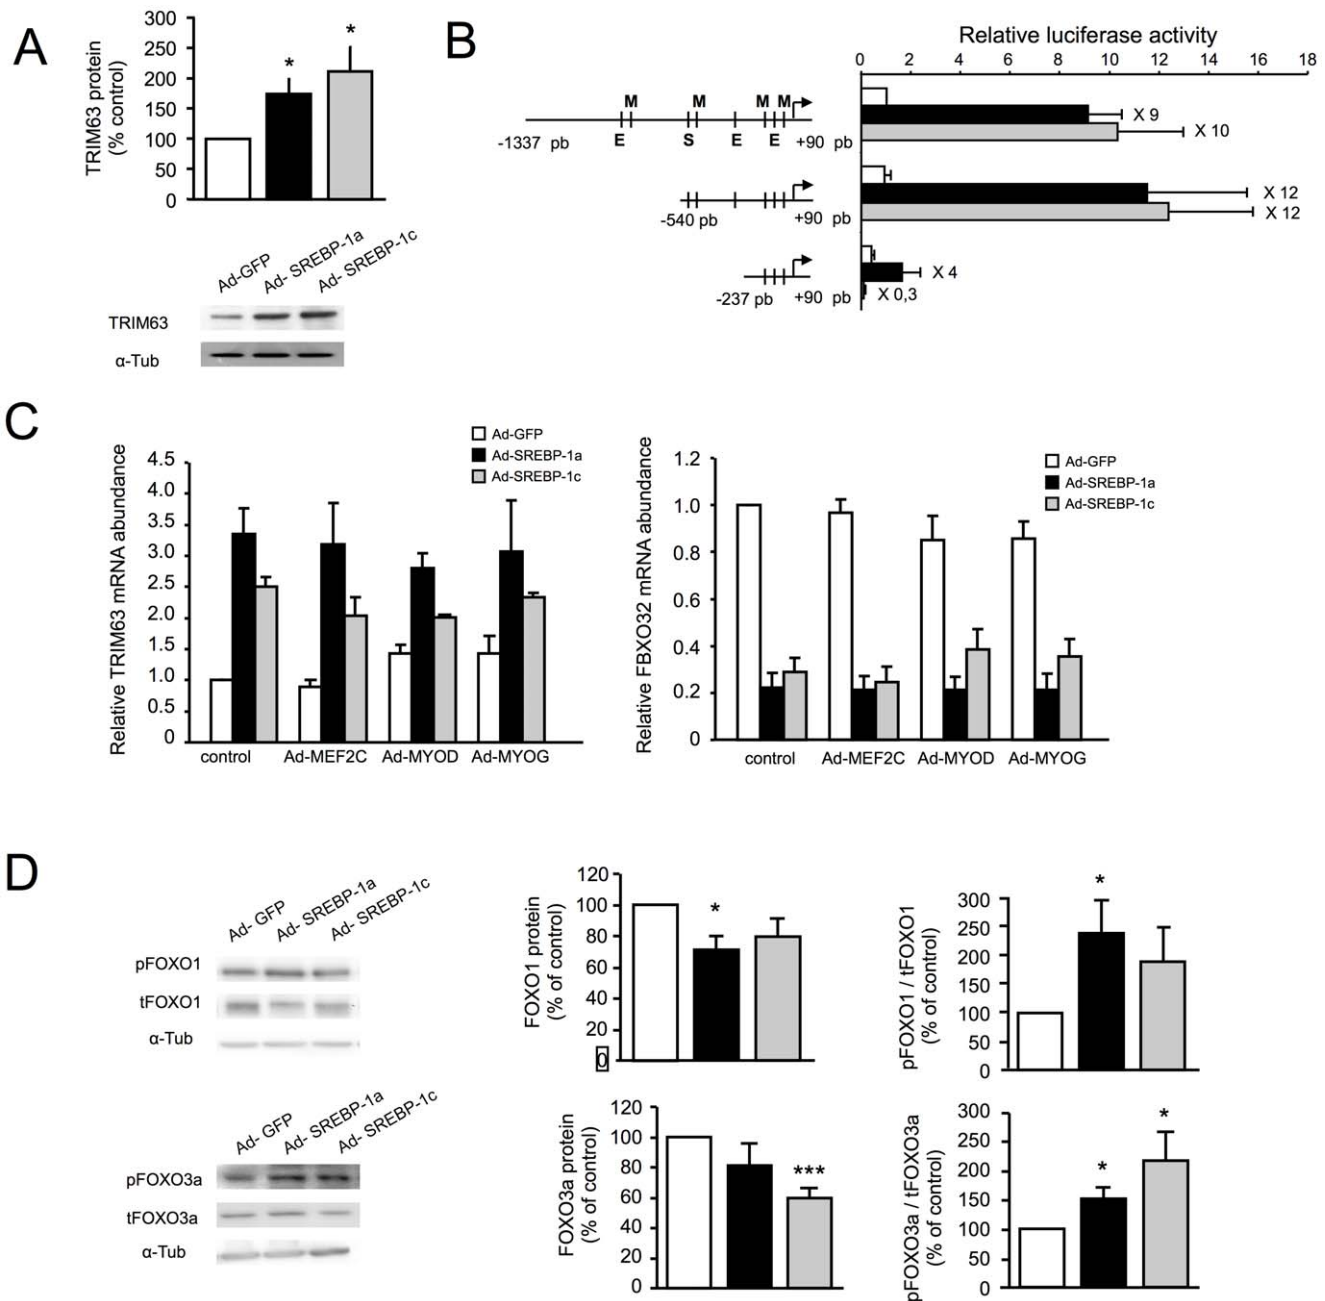 A
TRIM63 protein
(% control)
300
250
200
150
100
50
0
*
*
Ad-GFP
Ad- SREBP-1a
Ad- SREBP-1c
TRIM63
α-Tub
B
Relative luciferase activity
0 2 4 6 8 10 12 14 16 18
M M M M
E S E E
-1337 pb +90 pb
X 9
X 10
-540 pb +90 pb
X 12
X 12
-237 pb +90 pb
X 4
X 0,3
C
Relative TRIM63 mRNA abundance
4.5
4.0
3.5
3.0
2.5
2.0
1.5
1.0
0.5
0
Ad-GFP
Ad-SREBP-1a
Ad-SREBP-1c
control Ad-MEF2C Ad-MYOD Ad-MYOG
Relative FBXO32 mRNA abundance
1.2
1.0
0.8
0.6
0.4
0.2
0
Ad-GFP
Ad-SREBP-1a
Ad-SREBP-1c
control Ad-MEF2C Ad-MYOD Ad-MYOG
D
Ad- GFP
Ad- SREBP-1a
Ad- SREBP-1c
pFOXO1
tFOXO1
α-Tub
FOXO1 protein
(% of control)
120
100
80
60
40
20
0
*
pFOXO1 / tFOXO1
(% of control)
300
250
200
150
100
50
0
*
Ad- GFP
Ad- SREBP-1a
Ad- SREBP-1c
pFOXO3a
tFOXO3a
α-Tub
FOXO3a protein
(% of control)
120
100
80
60
40
20
0
***
pFOXO3a / tFOXO3a
(% of control)
300
250
200
150
100
50
0
*
*